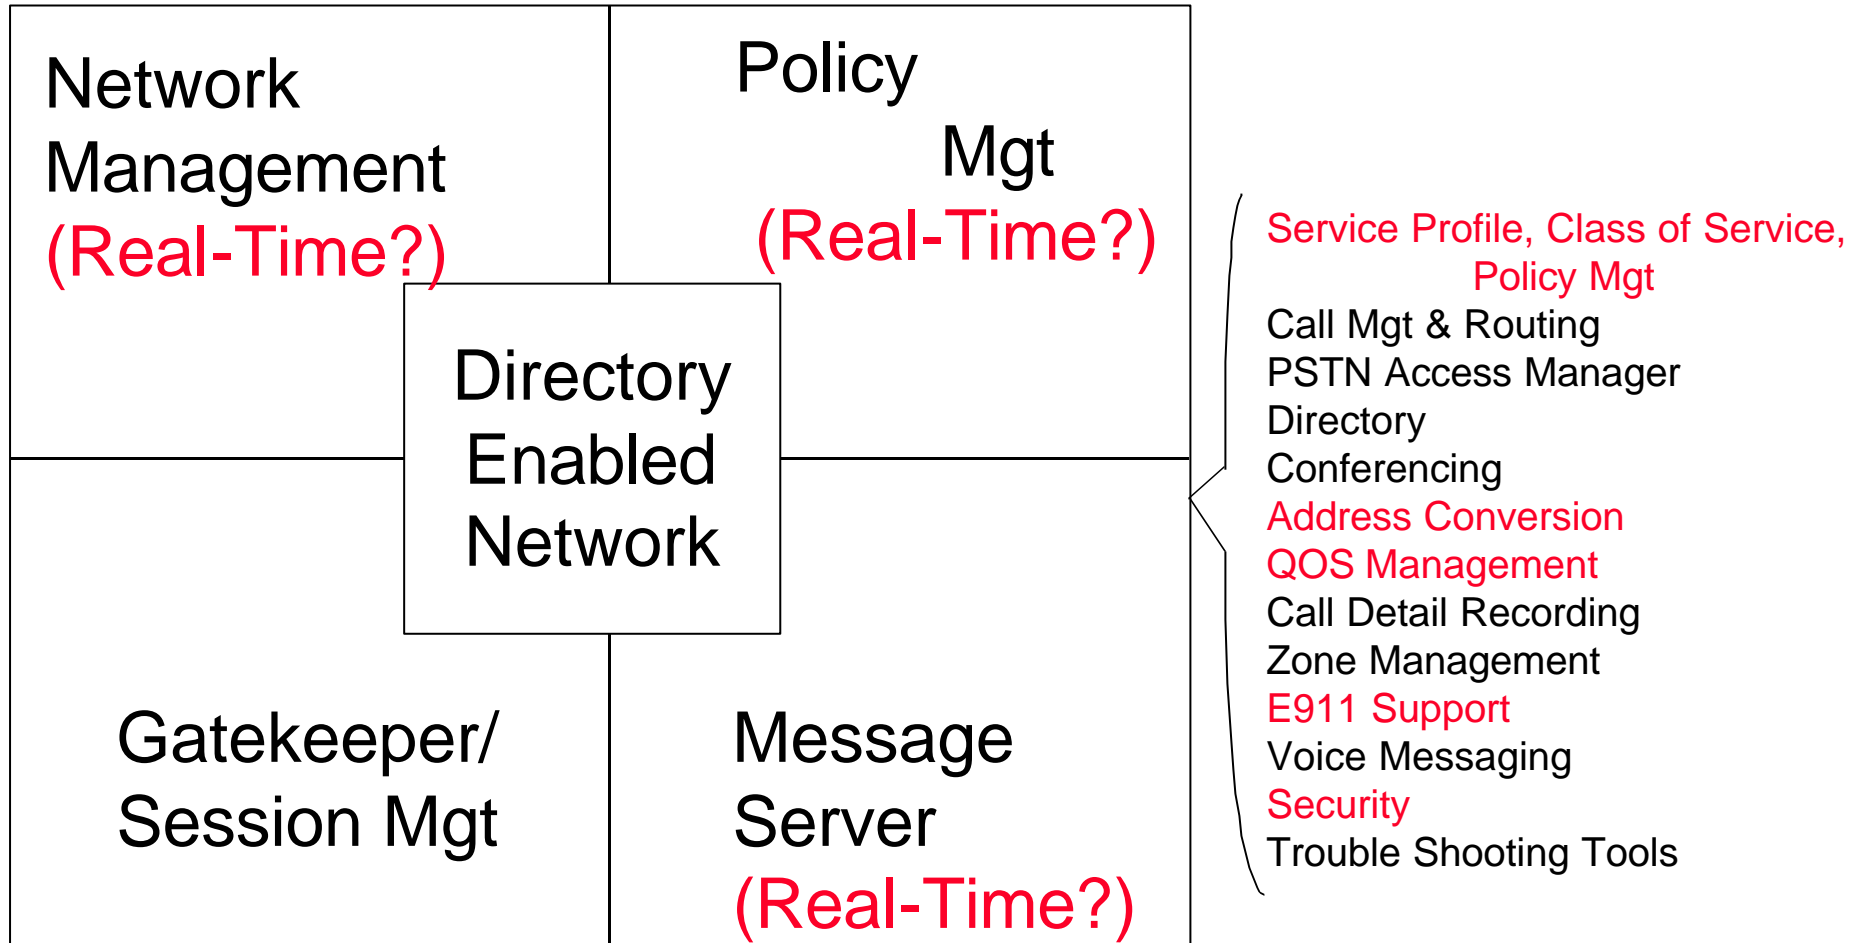 Network
Management
(Real-Time?)
Policy
Mgt
(Real-Time?)
Directory
Enabled
Network
Gatekeeper/
Session Mgt
Message
Server
(Real-Time?)
Service Profile, Class of Service,
Policy Mgt
Call Mgt & Routing
PSTN Access Manager
Directory
Conferencing
Address Conversion
QOS Management
Call Detail Recording
Zone Management
E911 Support
Voice Messaging
Security
Trouble Shooting Tools